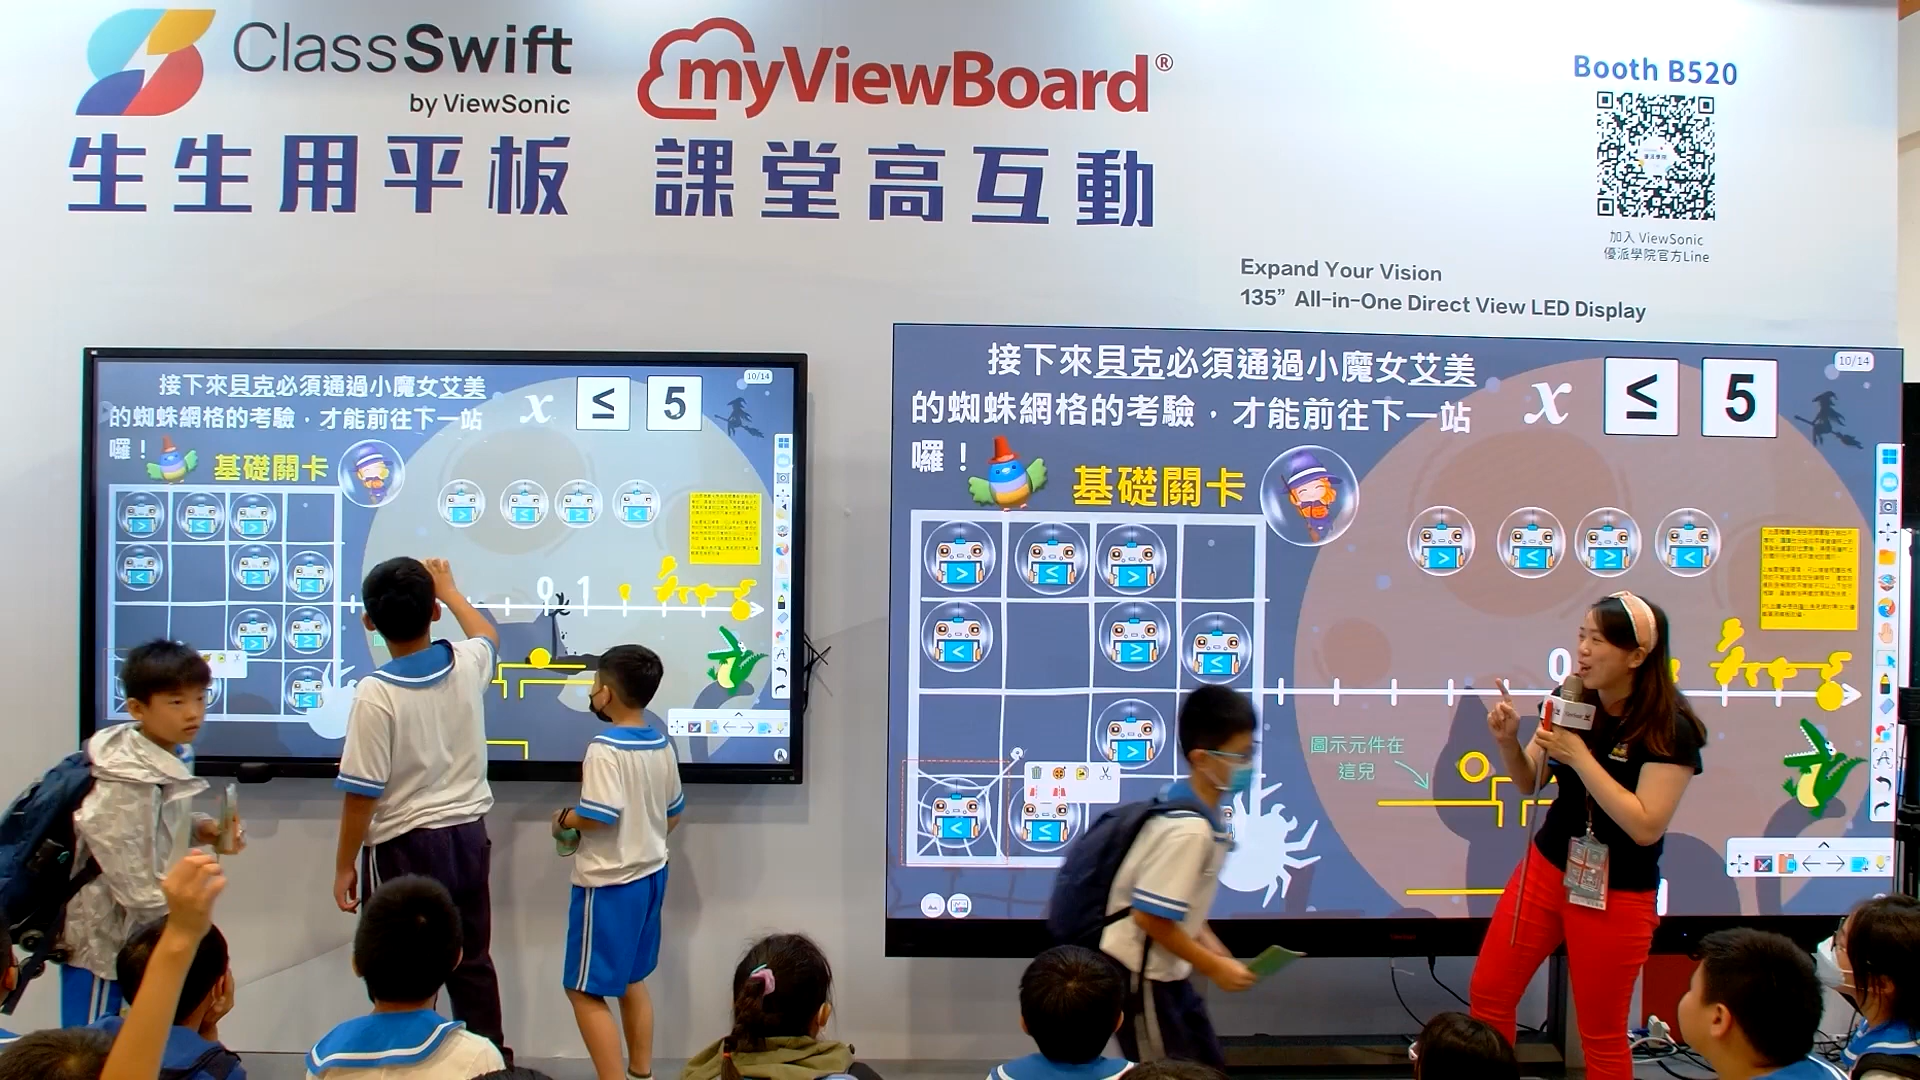 ClassSwift
by ViewSonic
myViewBoard®
生生用平板 課堂高互動
Booth B520
加入 ViewSonic
優派學院官方Line
Expand Your Vision
135” All-in-One Direct View LED Display
接下來貝克必須通過小魔女艾美
的蜘蛛網格的考驗，才能前往下一站
囉！
基礎關卡
x ≤ 5
10/14
> ≤ >
< > <
> >
<
> ≤ ≥ <
0 1
接下來貝克必須通過小魔女艾美
的蜘蛛網格的考驗，才能前往下一站
囉！
基礎關卡
x ≤ 5
10/14
> ≤ >
< ≥ ≤
>
< ≤
> ≤ ≥ <
0
圖示元件在
這兒